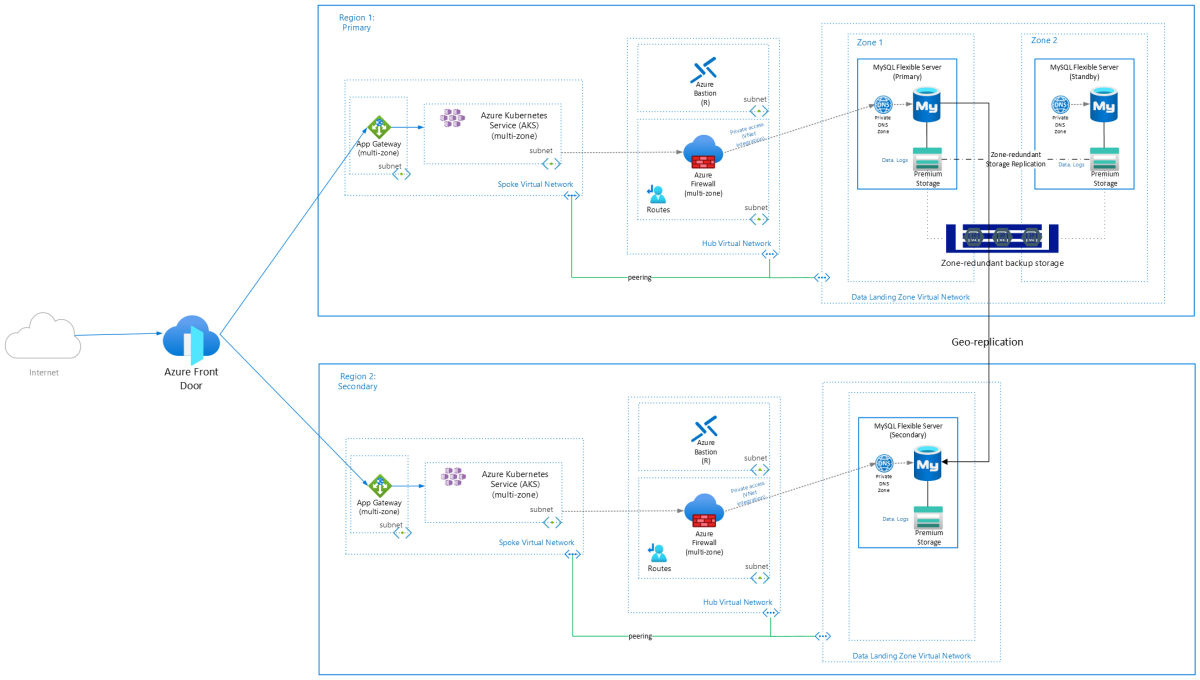 Region 1:
Primary
Azure
Bastion
(R)
subnet
Zone 1
Zone 2
MySQL Flexible Server
(Primary)
MySQL Flexible Server
(Standby)
DNS
My
Private
DNS
Zone
DNS
My
Private
DNS
Zone
App Gateway
(multi-zone)
subnet
Azure Kubernetes
Service (AKS)
(multi-zone)
subnet
Spoke Virtual Network
Private access
(VNet
Integration)
Azure
Firewall
(multi-zone)
Routes
subnet
Hub Virtual Network
Data, Logs
Premium
Storage
Zone-redundant
Storage Replication
Data, Logs
Premium
Storage
Zone-redundant backup storage
peering
Data Landing Zone Virtual Network
Internet
Azure Front
Door
Geo-replication
Region 2:
Secondary
Azure
Bastion
(R)
subnet
MySQL Flexible Server
(Secondary)
DNS
My
Private
DNS
Zone
App Gateway
(multi-zone)
subnet
Azure Kubernetes
Service (AKS)
(multi-zone)
subnet
Spoke Virtual Network
Private access
(VNet
Integration)
Azure
Firewall
(multi-zone)
Routes
subnet
Hub Virtual Network
Data, Logs
Premium
Storage
peering
Data Landing Zone Virtual Network